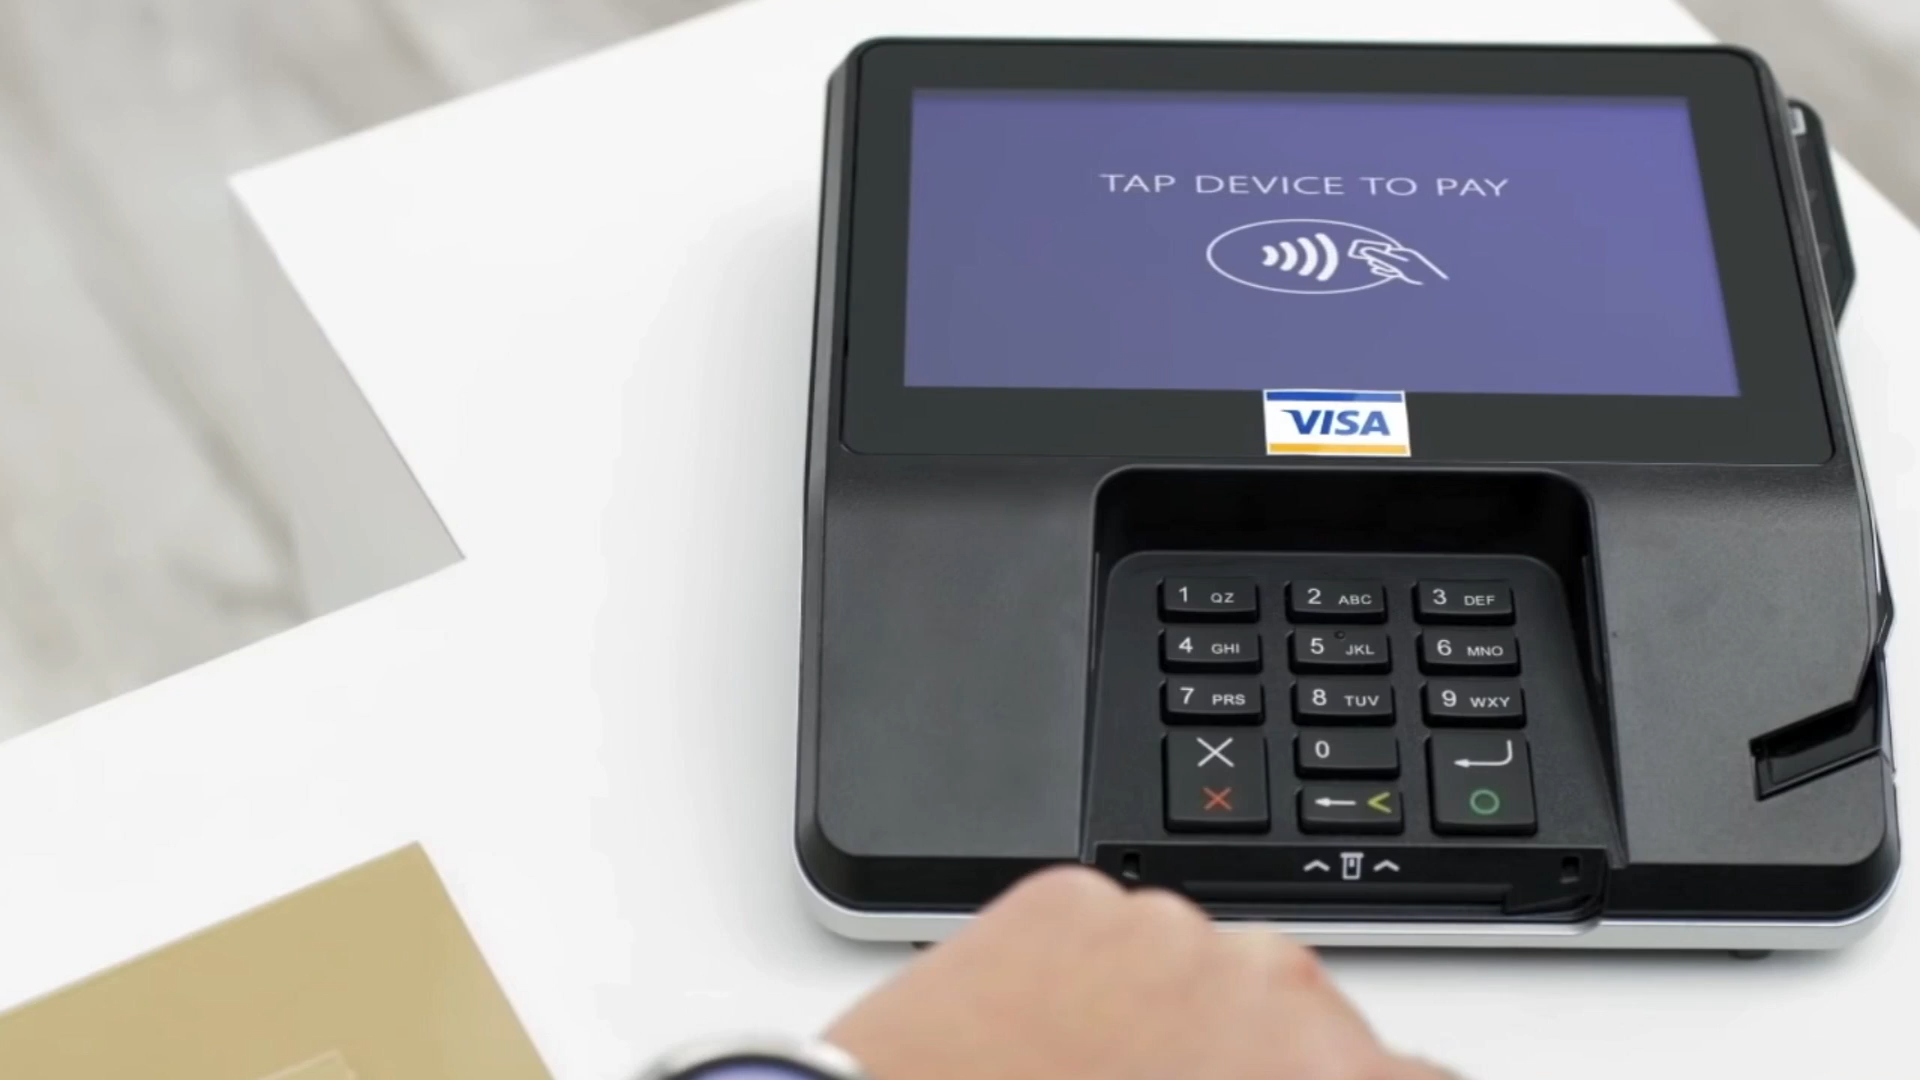 TAP DEVICE TO PAY
VISA
1 QZ 2 ABC 3 DEF
4 GHI 5 JKL 6 MNO
7 PRS 8 TUV 9 WXY
0